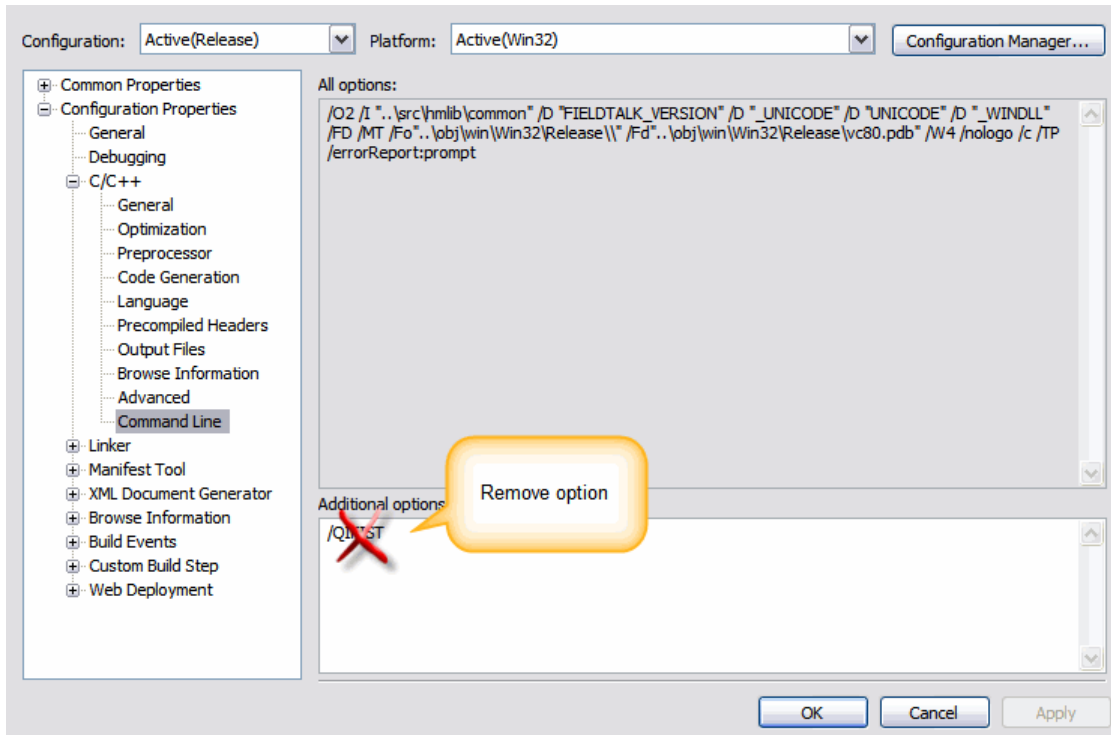 Configuration: Active(Release) Platform: Active(Win32) Configuration Manager...
Common Properties
Configuration Properties
General
Debugging
C/C++
General
Optimization
Preprocessor
Code Generation
Language
Precompiled Headers
Output Files
Browse Information
Advanced
Command Line
Linker
Manifest Tool
XML Document Generator
Browse Information
Build Events
Custom Build Step
Web Deployment
All options:
/O2 /I "..\src\hmlib\common" /D "FIELDTALK_VERSION" /D "_UNICODE" /D "UNICODE" /D "_WINDLL"
/FD /MT /Fo"..\obj\win\Win32\Release\\" /Fd"..\obj\win\Win32\Release\vc80.pdb" /W4 /nologo /c /TP
/errorReport:prompt
Remove option
Additional options
OK Cancel Apply